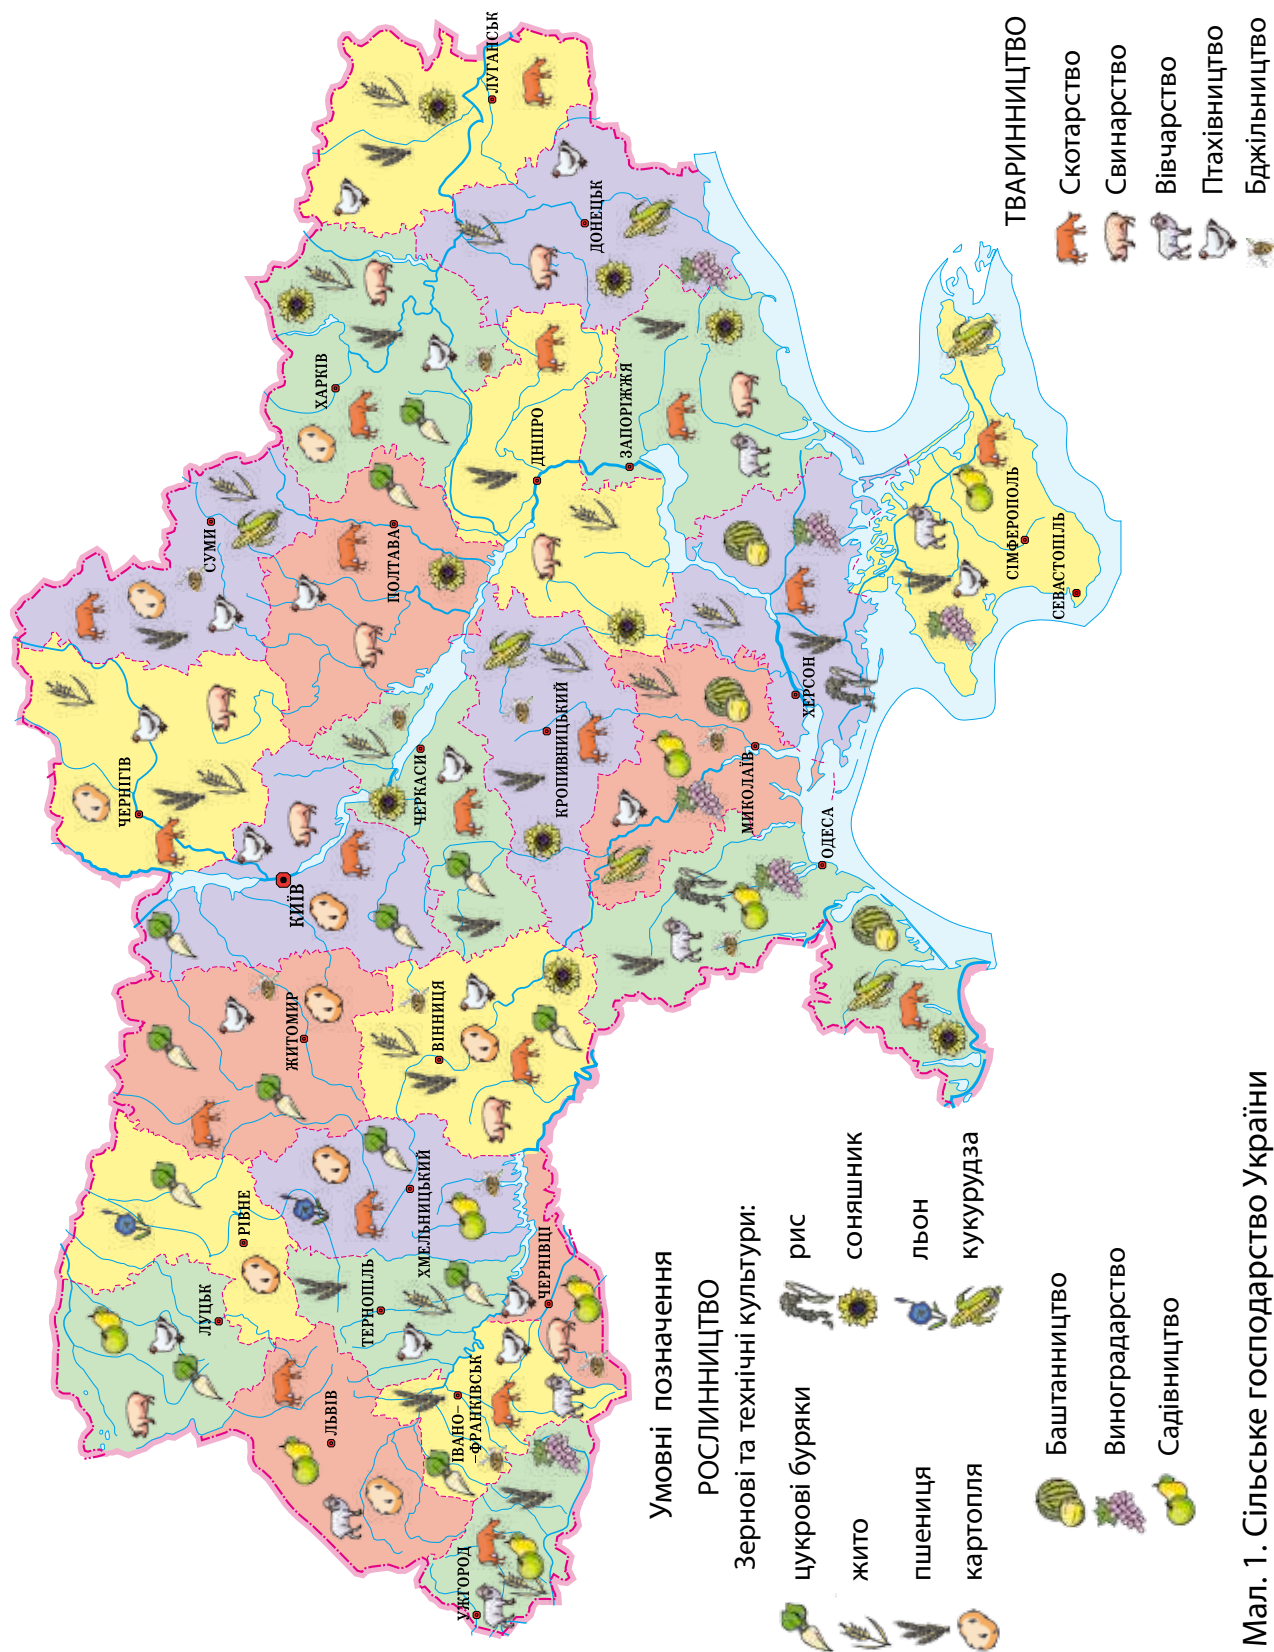 ЛУГАНСЬК
ХАРКІВ
ДОНЕЦЬК
СУМИ
ПОЛТАВА
ДНІПРО
ЗАПОРІЖЖЯ
ЧЕРНІГІВ
КИЇВ
ЧЕРКАСИ
КРОПИВНИЦЬКИЙ
МИКОЛАЇВ
ХЕРСОН
ОДЕСА
СІМФЕРОПОЛЬ
СЕВАСТОПІЛЬ
ЖИТОМИР
ВІННИЦЯ
РІВНЕ
ХМЕЛЬНИЦЬКИЙ
ЛУЦЬК
ТЕРНОПІЛЬ
ЧЕРНІВЦІ
ЛЬВІВ
ІВАНО–
–ФРАНКІВСЬК
УЖГОРОД
Умовні позначення
РОСЛИННИЦТВО
Зернові та технічні культури:
цукрові буряки
жито
пшениця
картопля
рис
соняшник
льон
кукурудза
Баштанництво
Виноградарство
Садівництво
ТВАРИННИЦТВО
Скотарство
Свинарство
Вівчарство
Птахівництво
Бджільництво
Мал. 1. Сільське господарство України